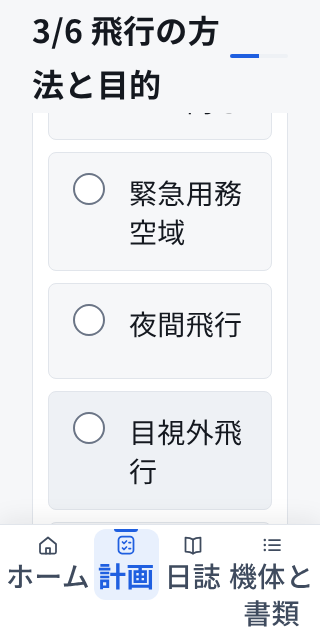 3/6 飛行の方
法と目的
緊急用務
空域
夜間飛行
目視外飛
行
ホーム
計画
日誌
機体と
書類